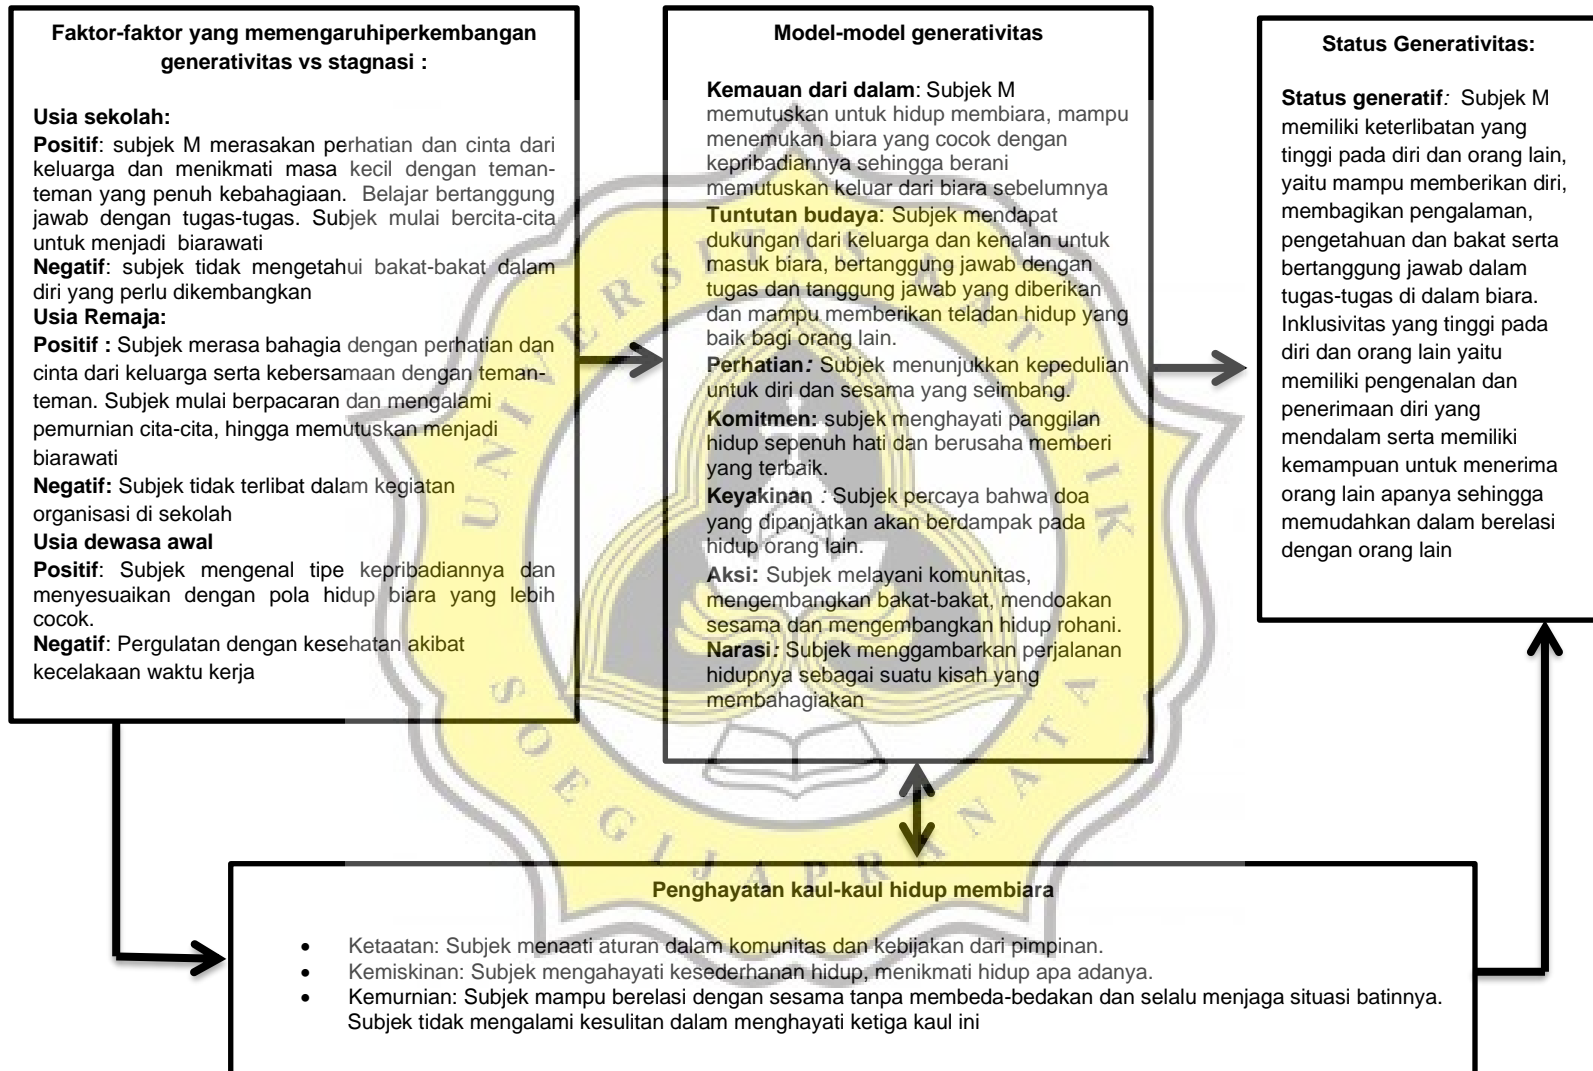 Faktor-faktor yang memengaruhiperkembangan
generativitas vs stagnasi :
Usia sekolah:
Positif: subjek M merasakan perhatian dan cinta dari
keluarga dan menikmati masa kecil dengan teman-
teman yang penuh kebahagiaan. Belajar bertanggung
jawab dengan tugas-tugas. Subjek mulai bercita-cita
untuk menjadi biarawati
Negatif: subjek tidak mengetahui bakat-bakat dalam
diri yang perlu dikembangkan
Usia Remaja:
Positif : Subjek merasa bahagia dengan perhatian dan
cinta dari keluarga serta kebersamaan dengan teman-
teman. Subjek mulai berpacaran dan mengalami
pemurnian cita-cita, hingga memutuskan menjadi
biarawati
Negatif: Subjek tidak terlibat dalam kegiatan
organisasi di sekolah
Usia dewasa awal
Positif: Subjek mengenal tipe kepribadiannya dan
menyesuaikan dengan pola hidup biara yang lebih
cocok.
Negatif: Pergulatan dengan kesehatan akibat
kecelakaan waktu kerja
Model-model generativitas
Kemauan dari dalam: Subjek M
memutuskan untuk hidup membiara, mampu
menemukan biara yang cocok dengan
kepribadiannya sehingga berani
memutuskan keluar dari biara sebelumnya
Tuntutan budaya: Subjek mendapat
dukungan dari keluarga dan kenalan untuk
masuk biara, bertanggung jawab dengan
tugas dan tanggung jawab yang diberikan
dan mampu memberikan teladan hidup yang
baik bagi orang lain.
Perhatian: Subjek menunjukkan kepedulian
untuk diri dan sesama yang seimbang.
Komitmen: subjek menghayati panggilan
hidup sepenuh hati dan berusaha memberi
yang terbaik.
Keyakinan : Subjek percaya bahwa doa
yang dipanjatkan akan berdampak pada
hidup orang lain.
Aksi: Subjek melayani komunitas,
mengembangkan bakat-bakat, mendoakan
sesama dan mengembangkan hidup rohani.
Narasi: Subjek menggambarkan perjalanan
hidupnya sebagai suatu kisah yang
membahagiakan
Status Generativitas:
Status generatif: Subjek M
memiliki keterlibatan yang
tinggi pada diri dan orang lain,
yaitu mampu memberikan diri,
membagikan pengalaman,
pengetahuan dan bakat serta
bertanggung jawab dalam
tugas-tugas di dalam biara.
Inklusivitas yang tinggi pada
diri dan orang lain yaitu
memiliki pengenalan dan
penerimaan diri yang
mendalam serta memiliki
kemampuan untuk menerima
orang lain apanya sehingga
memudahkan dalam berelasi
dengan orang lain
Penghayatan kaul-kaul hidup membiara
• Ketaatan: Subjek menaati aturan dalam komunitas dan kebijakan dari pimpinan.
• Kemiskinan: Subjek mengahayati kesederhanan hidup, menikmati hidup apa adanya.
• Kemurnian: Subjek mampu berelasi dengan sesama tanpa membeda-bedakan dan selalu menjaga situasi batinnya.
Subjek tidak mengalami kesulitan dalam menghayati ketiga kaul ini
UNIVERSITAS KATOLIK
SOEGIJAPRANATA